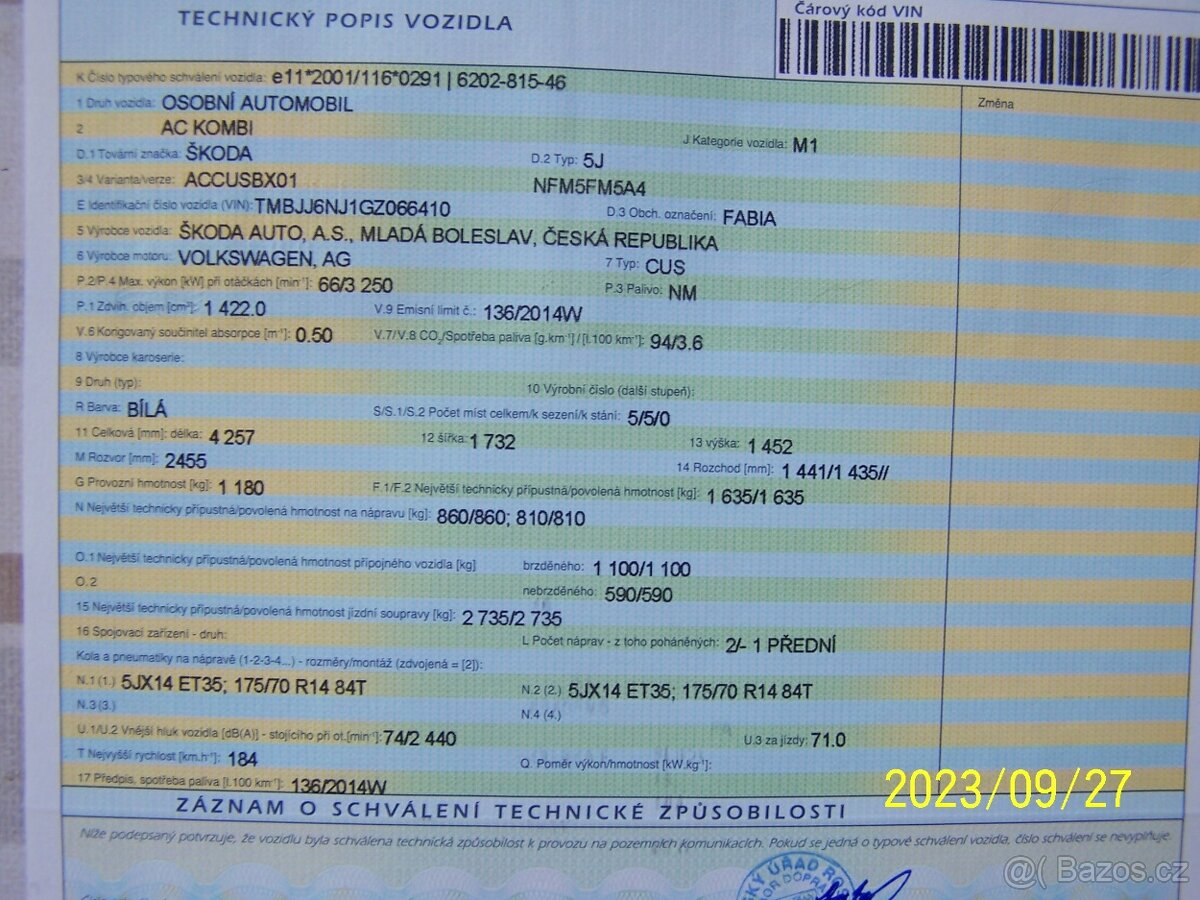 TECHNICKÝ POPIS VOZIDLA
Čárový kód VIN
K Číslo typového schválení vozidla: e11*2001/116*0291 | 6202-815-46
Změna
1 Druh vozidla: OSOBNÍ AUTOMOBIL
2 AC KOMBI J Kategorie vozidla: M1
D.1 Tovární značka: ŠKODA D.2 Typ: 5J
3/4 Varianta/verze: ACCUSBX01 NFM5FM5A4
E Identifikační číslo vozidla (VIN): TMBJJ6NJ1GZ066410 D.3 Obch. označení: FABIA
5 Výrobce vozidla: ŠKODA AUTO, A.S., MLADÁ BOLESLAV, ČESKÁ REPUBLIKA
6 Výrobce motoru: VOLKSWAGEN, AG 7 Typ: CUS
P.2/P.4 Max. výkon [kW] při otáčkách [min⁻¹]: 66/3 250 P.3 Palivo: NM
P.1 Zdvih. objem [cm³]: 1 422.0 V.9 Emisní limit č.: 136/2014W
V.6 Korigovaný součinitel absorpce [m⁻¹]: 0.50 V.7/V.8 CO₂/Spotřeba paliva [g.km⁻¹]/[l.100 km⁻¹]: 94/3.6
8 Výrobce karoserie:
9 Druh (typ): 10 Výrobní číslo (další stupeň):
R Barva: BÍLÁ S/S.1/S.2 Počet míst celkem/k sezení/k stání: 5/5/0
11 Celková [mm]: délka: 4 257 12 šířka: 1 732 13 výška: 1 452
M Rozvor [mm]: 2455 14 Rozchod [mm]: 1 441/1 435//
G Provozní hmotnost [kg]: 1 180 F.1/F.2 Největší technicky přípustná/povolená hmotnost [kg]: 1 635/1 635
N Největší technicky přípustná/povolená hmotnost na nápravu [kg]: 860/860; 810/810
O.1 Největší technicky přípustná/povolená hmotnost přípojného vozidla [kg] brzděného: 1 100/1 100
O.2 nebrzděného: 590/590
15 Největší technicky přípustná/povolená hmotnost jízdní soupravy [kg]: 2 735/2 735
16 Spojovací zařízení - druh: L Počet náprav - z toho poháněných: 2/- 1 PŘEDNÍ
Kola a pneumatiky na nápravě (1-2-3-4...) - rozměry/montáž (zdvojená = [2]):
N.1 (1.) 5JX14 ET35; 175/70 R14 84T N.2 (2.) 5JX14 ET35; 175/70 R14 84T
N.3 (3.) N.4 (4.)
U.1/U.2 Vnější hluk vozidla [dB(A)] - stojícího při ot.[min⁻¹]: 74/2 440 U.3 za jízdy: 71.0
T Nejvyšší rychlost [km.h⁻¹]: 184 Q Poměr výkon/hmotnost [kW.kg⁻¹]:
17 Předpis, spotřeba paliva [l.100 km⁻¹]: 136/2014W
2023/09/27
ZÁZNAM O SCHVÁLENÍ TECHNICKÉ ZPŮSOBILOSTI
Níže podepsaný potvrzuje, že vozidlu byla schválena technická způsobilost k provozu na pozemních komunikacích. Pokud se jedná o typové schválení vozidla, číslo schválení se nevyplňuje.
@( Bazos.cz